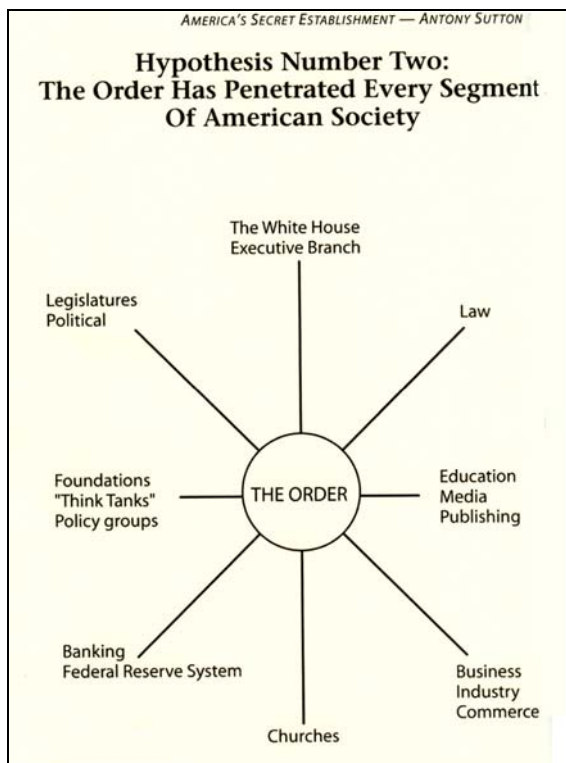 AMERICA'S SECRET ESTABLISHMENT — ANTONY SUTTON
Hypothesis Number Two:
The Order Has Penetrated Every Segment
Of American Society
The White House
Executive Branch
Legislatures
Political
Law
Foundations
"Think Tanks"
Policy groups
THE ORDER
Education
Media
Publishing
Banking
Federal Reserve System
Business
Industry
Commerce
Churches